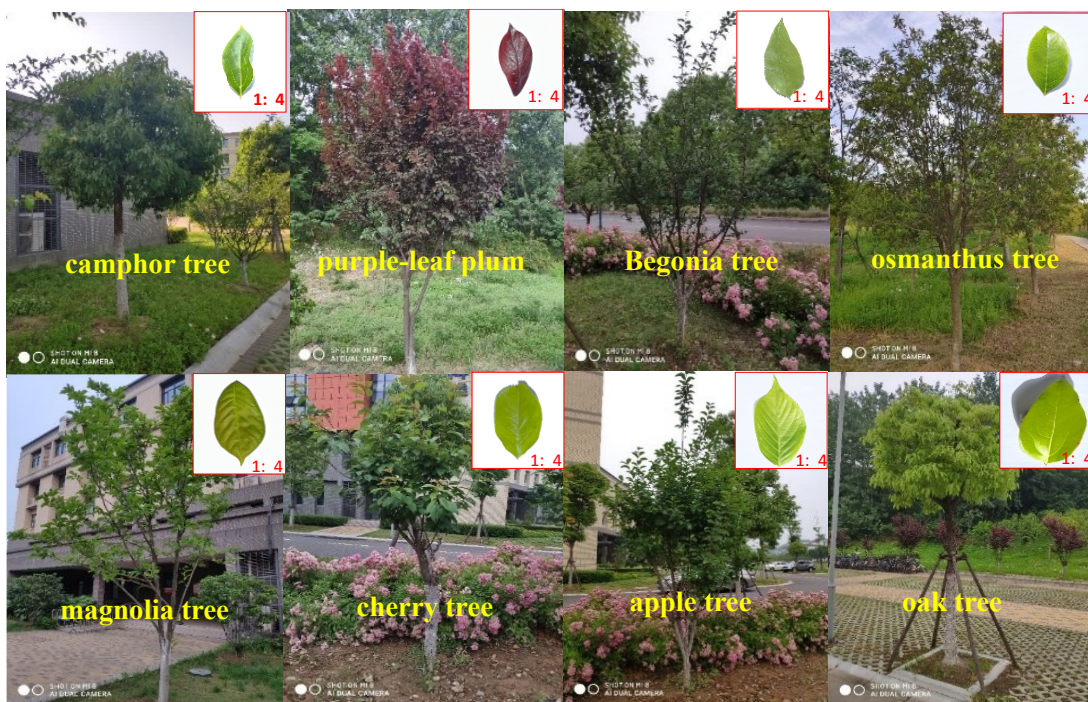 1: 4
1: 4
1: 4
1: 4
camphor tree
purple-leaf plum
Begonia tree
osmanthus tree
SHOT ON MI 8
AI DUAL CAMERA
SHOT ON MI 8
AI DUAL CAMERA
SHOT ON MI 8
AI DUAL CAMERA
SHOT ON MI 8
AI DUAL CAMERA
1: 4
1: 4
1: 4
1: 4
magnolia tree
cherry tree
apple tree
oak tree
SHOT ON MI 8
AI DUAL CAMERA
SHOT ON MI 8
AI DUAL CAMERA
SHOT ON MI 8
AI DUAL CAMERA
SHOT ON MI 8
AI DUAL CAMERA